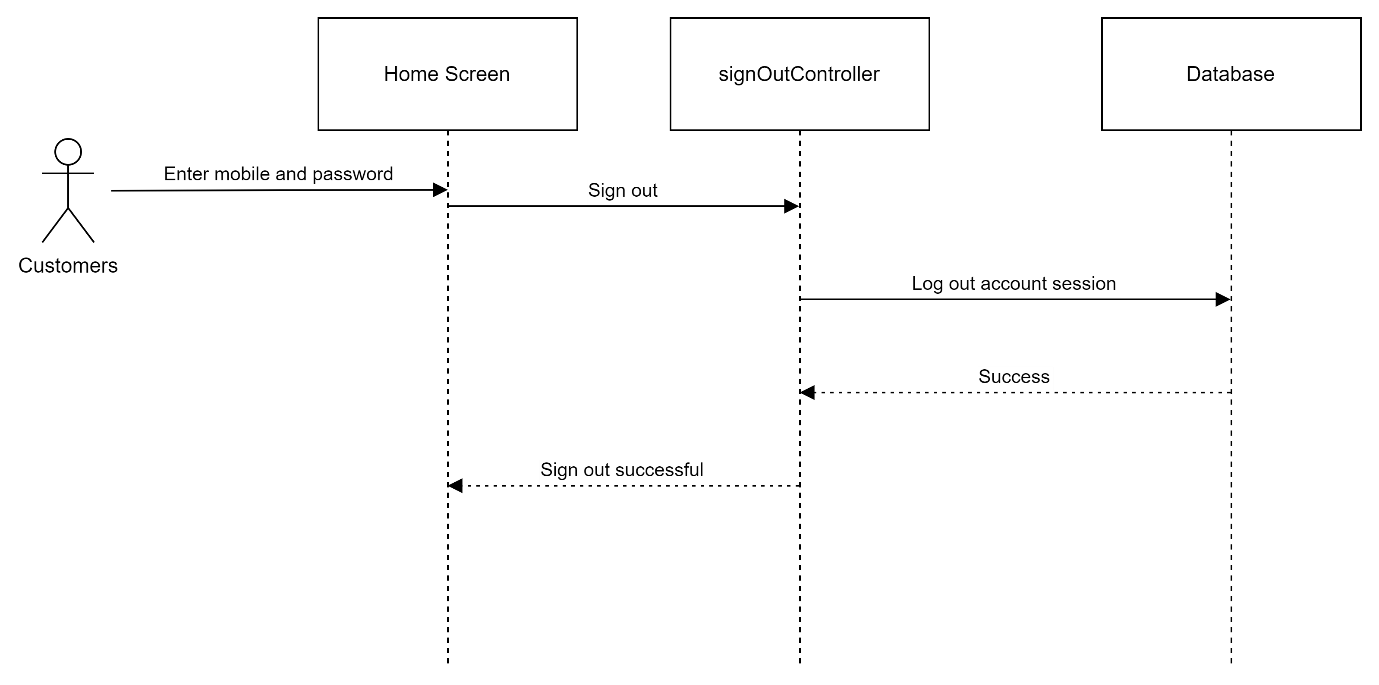 Home Screen
signOutController
Database
Enter mobile and password
Sign out
Customers
Log out account session
Success
Sign out successful